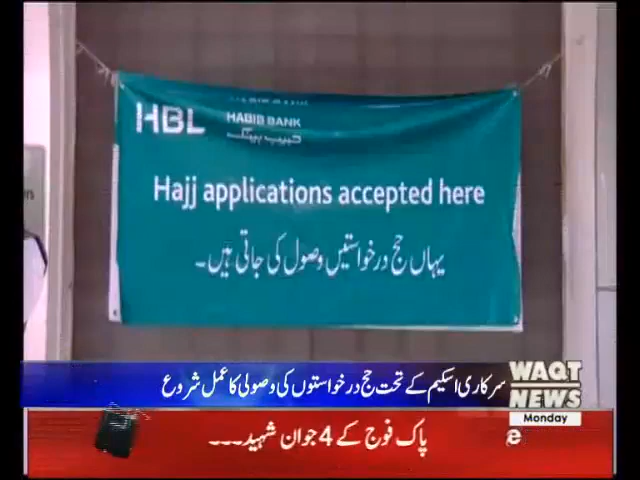 HBL
HABIB BANK
حبیب بینک
Hajj applications accepted here
یہاں حج درخواستیں وصول کی جاتی ہیں۔
سرکاری اسکیم کے تحت حج درخواستوں کی وصولی کا عمل شروع
WAQT
NEWS
Monday
پاک فوج کے 4 جوان شہید۔۔۔
e